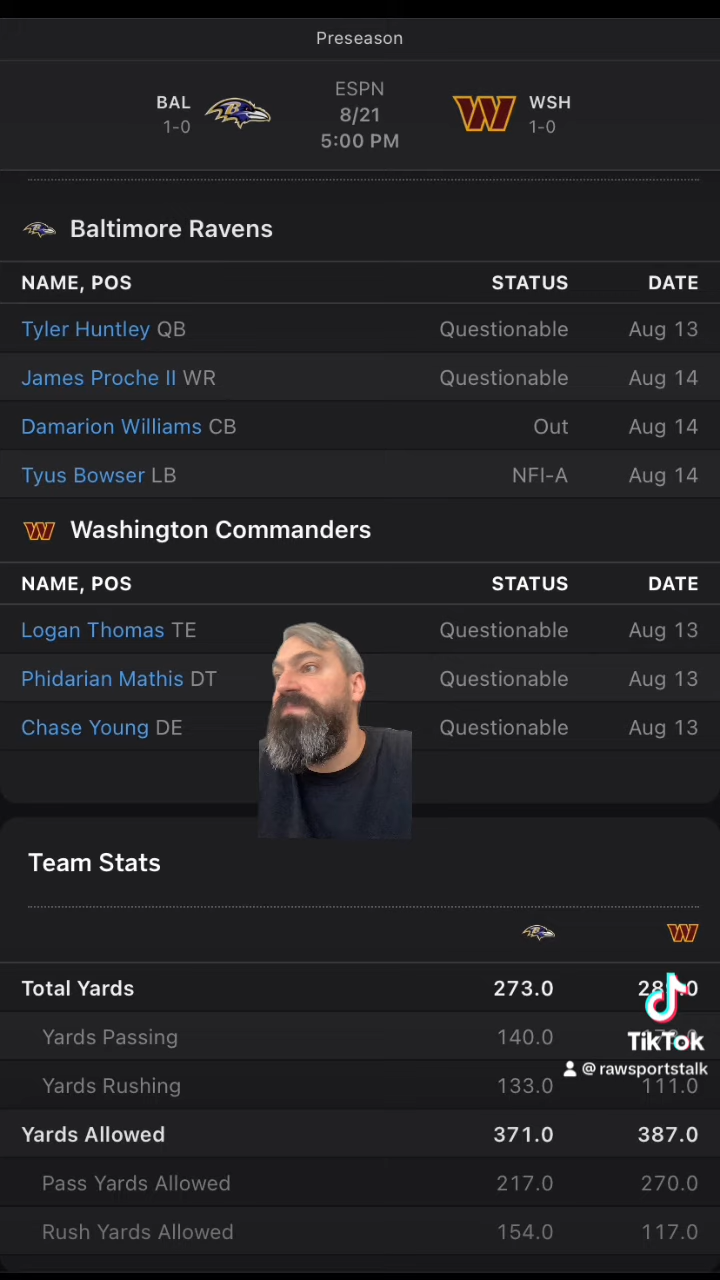 Preseason
BAL 1-0 ESPN 8/21 5:00 PM WSH 1-0
Baltimore Ravens
NAME, POS STATUS DATE
Tyler Huntley QB Questionable Aug 13
James Proche II WR Questionable Aug 14
Damarion Williams CB Out Aug 14
Tyus Bowser LB NFI-A Aug 14
Washington Commanders
NAME, POS STATUS DATE
Logan Thomas TE Questionable Aug 13
Phidarian Mathis DT Questionable Aug 13
Chase Young DE Questionable Aug 13
Team Stats
Total Yards 273.0
Yards Passing 140.0
TikTok
@rawsportstalk
Yards Rushing 133.0 111.0
Yards Allowed 371.0 387.0
Pass Yards Allowed 217.0 270.0
Rush Yards Allowed 154.0 117.0